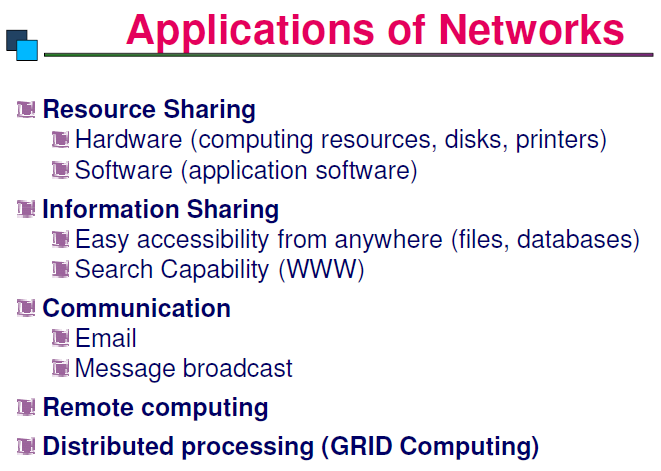 Applications of Networks
Resource Sharing
Hardware (computing resources, disks, printers)
Software (application software)
Information Sharing
Easy accessibility from anywhere (files, databases)
Search Capability (WWW)
Communication
Email
Message broadcast
Remote computing
Distributed processing (GRID Computing)